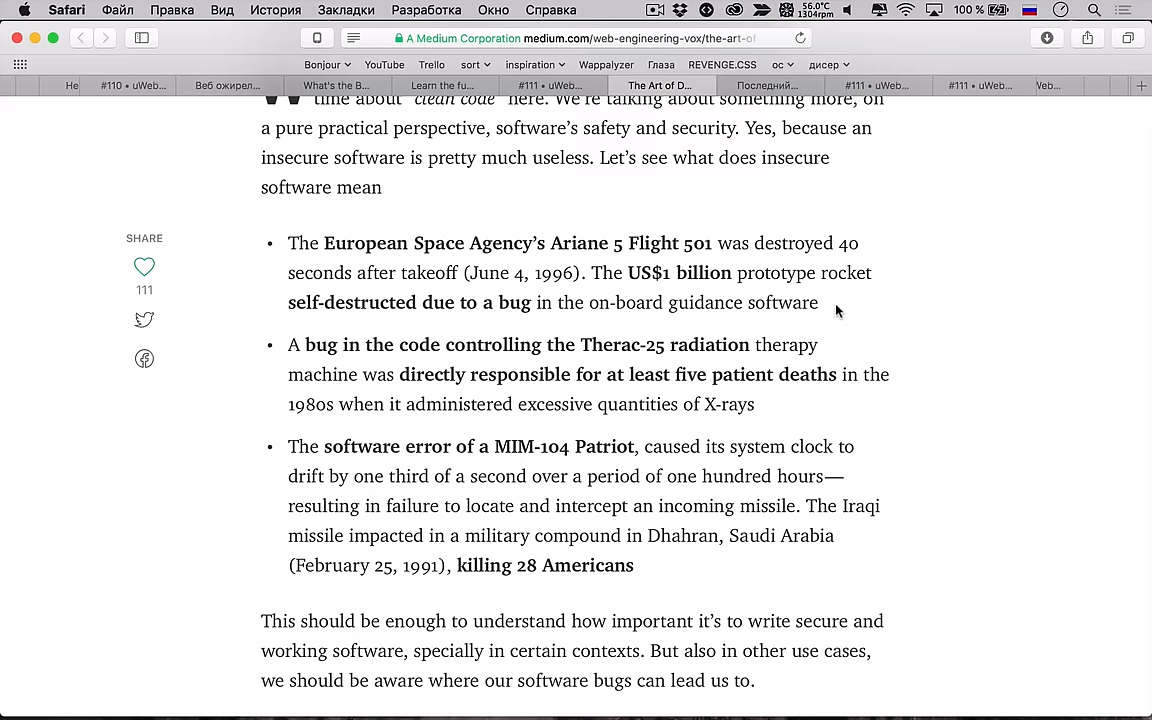 Safari Файл Правка Вид История Закладки Разработка Окно Справка 56.0°C 1304rpm 100 %
A Medium Corporation medium.com/web-engineering-vox/the-art-of
Bonjour YouTube Trello sort inspiration Wappalyzer Глаза REVENGE.CSS ос дисер
Не #110 • uWeb... Веб ожирел... What's the B... Learn the fu... #111 • uWeb... The Art of D... Последний... #111 • uWeb... #111 • uWeb... Web...
time about "clean code" here. We're talking about something more, on
a pure practical perspective, software's safety and security. Yes, because an
insecure software is pretty much useless. Let's see what does insecure
software mean
SHARE
111
• The European Space Agency's Ariane 5 Flight 501 was destroyed 40
seconds after takeoff (June 4, 1996). The US$1 billion prototype rocket
self-destructed due to a bug in the on-board guidance software
• A bug in the code controlling the Therac-25 radiation therapy
machine was directly responsible for at least five patient deaths in the
1980s when it administered excessive quantities of X-rays
• The software error of a MIM-104 Patriot, caused its system clock to
drift by one third of a second over a period of one hundred hours—
resulting in failure to locate and intercept an incoming missile. The Iraqi
missile impacted in a military compound in Dhahran, Saudi Arabia
(February 25, 1991), killing 28 Americans
This should be enough to understand how important it's to write secure and
working software, specially in certain contexts. But also in other use cases,
we should be aware where our software bugs can lead us to.